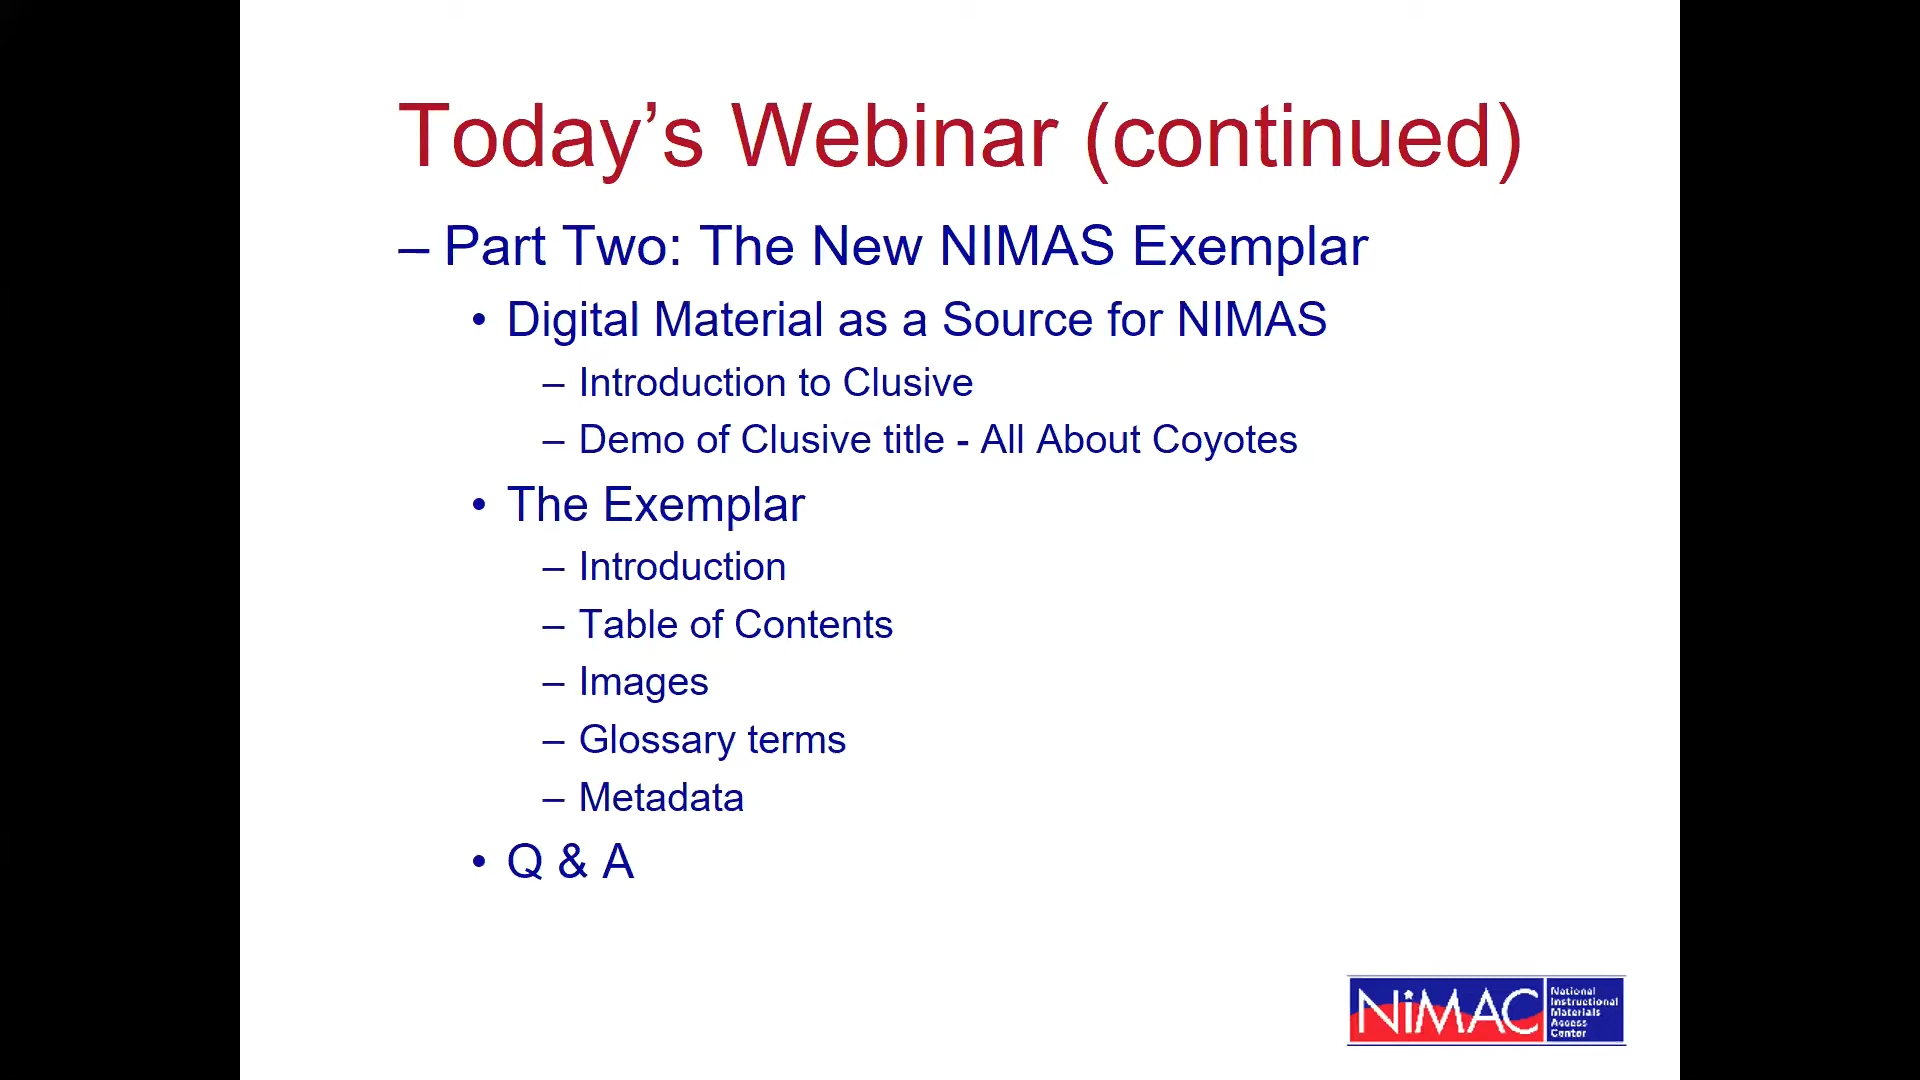 Today’s Webinar (continued)
– Part Two: The New NIMAS Exemplar
• Digital Material as a Source for NIMAS
– Introduction to Clusive
– Demo of Clusive title - All About Coyotes
• The Exemplar
– Introduction
– Table of Contents
– Images
– Glossary terms
– Metadata
• Q & A
NiMAC
National
Instructional
Materials
Access
Center